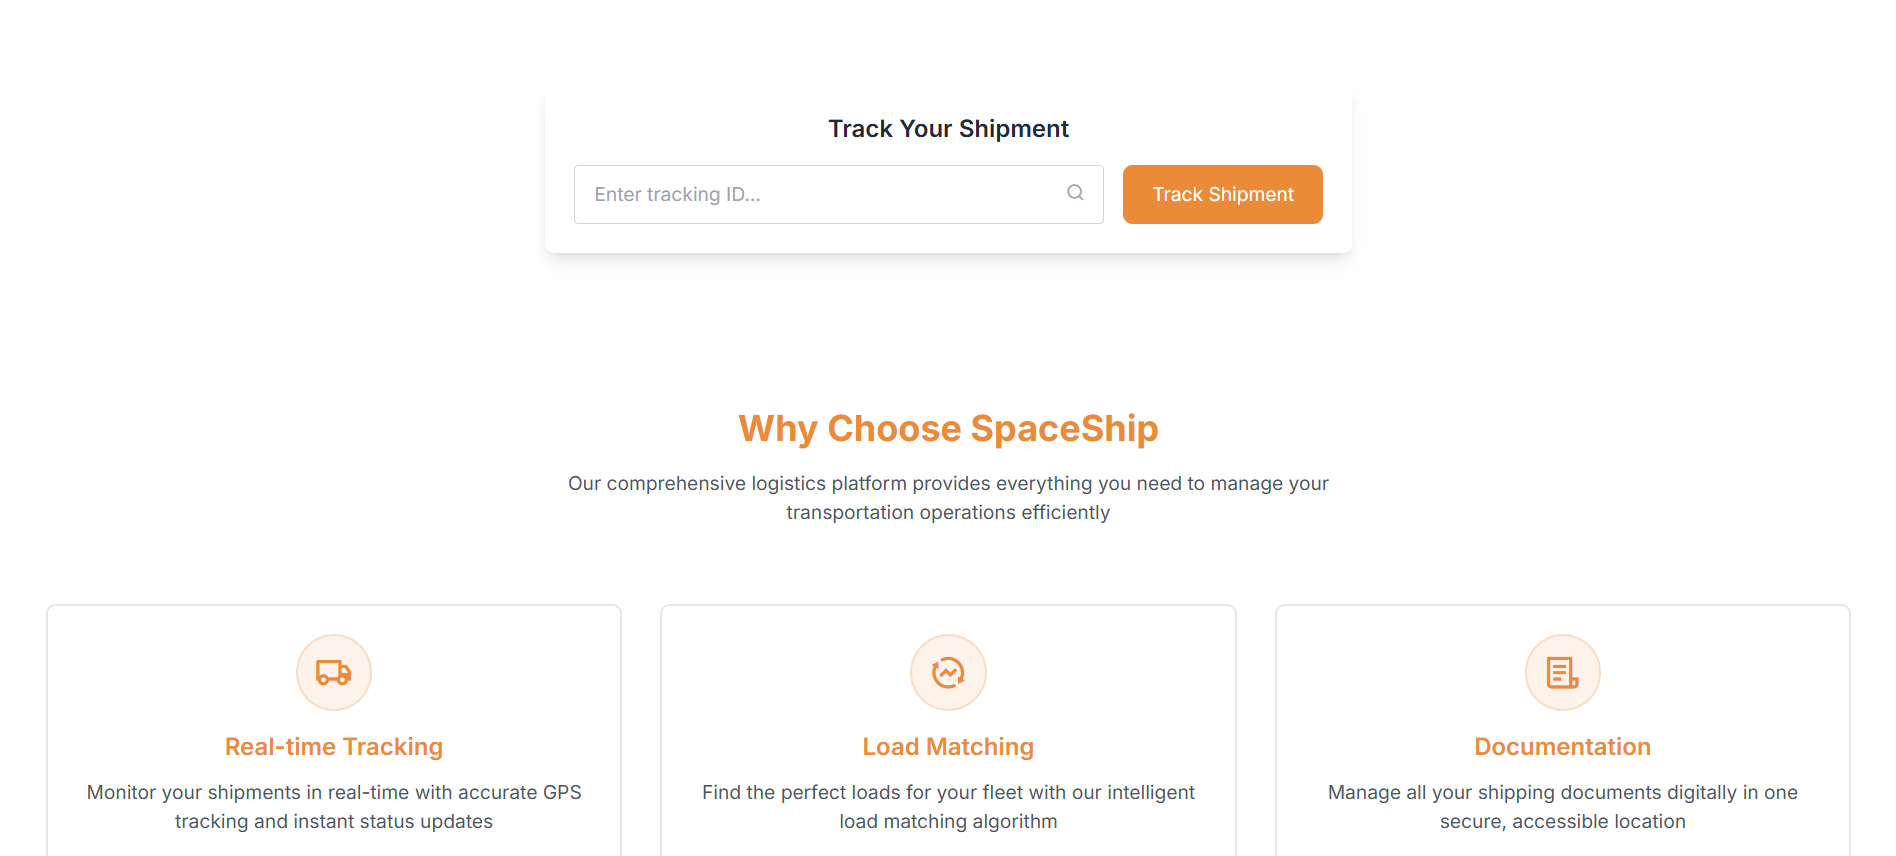 Track Your Shipment
Enter tracking ID...
Track Shipment
Why Choose SpaceShip
Our comprehensive logistics platform provides everything you need to manage your
transportation operations efficiently
Real-time Tracking
Monitor your shipments in real-time with accurate GPS
tracking and instant status updates
Load Matching
Find the perfect loads for your fleet with our intelligent
load matching algorithm
Documentation
Manage all your shipping documents digitally in one
secure, accessible location